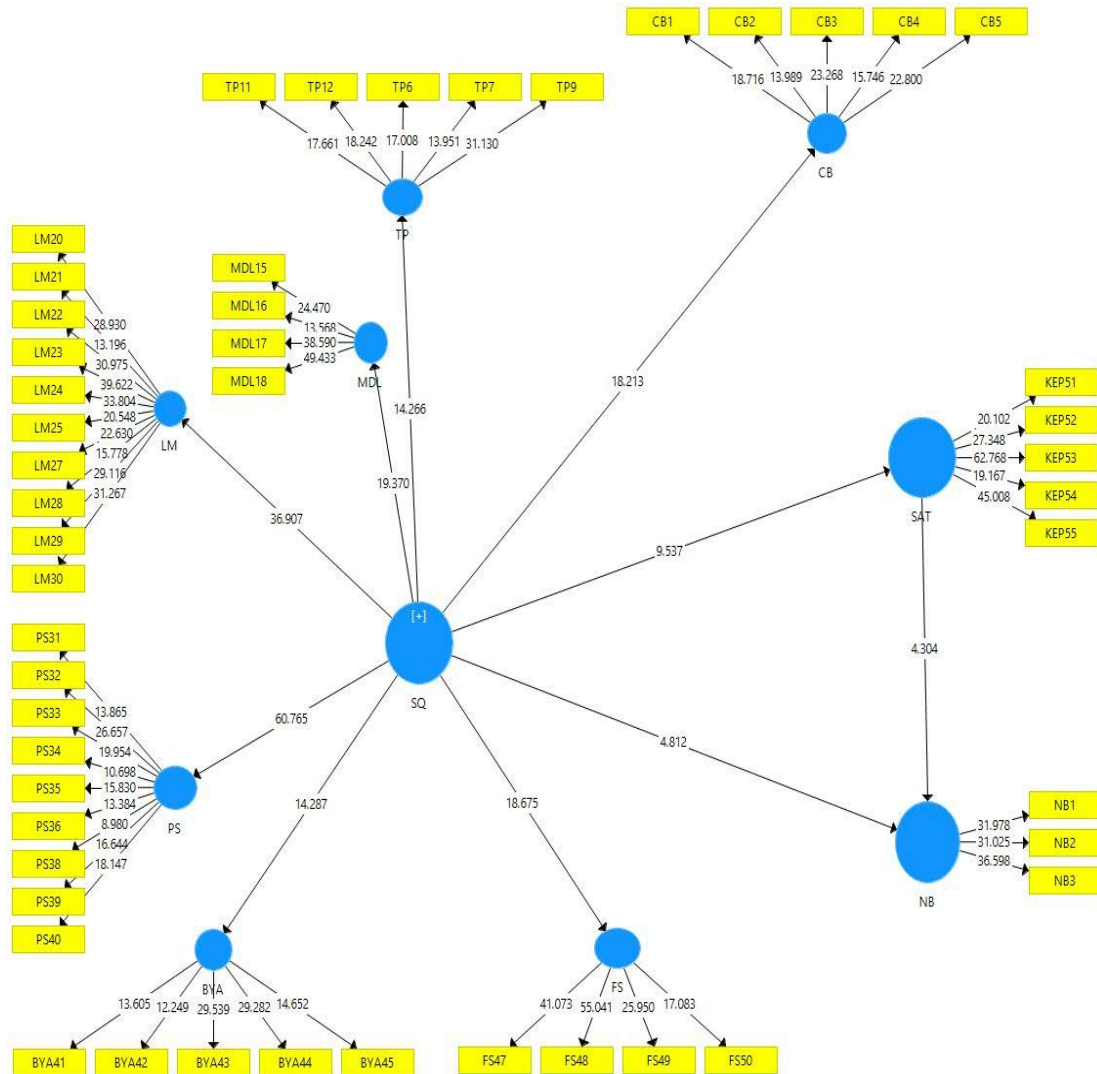 CB1 CB2 CB3 CB4 CB5
18.716 13.989 23.268 15.746 22.800
CB
TP11 TP12 TP6 TP7 TP9
17.661 18.242 17.008 13.951 31.130
TP
LM20
LM21
LM22
LM23
LM24
LM25
LM27
LM28
LM29
LM30
28.930
13.196
30.975
39.622
33.804
20.548
22.630
15.778
29.116
31.267
LM
MDL15
MDL16
MDL17
MDL18
24.470
13.568
38.590
49.433
MDL
14.266
19.370
36.907
18.213
9.537
KEP51
KEP52
KEP53
KEP54
KEP55
20.102
27.348
62.768
19.167
45.008
SAT
4.304
[+]
SQ
4.812
60.765
14.287
18.675
PS31
PS32
PS33
PS34
PS35
PS36
PS38
PS39
PS40
13.865
26.657
19.954
10.698
15.830
13.384
8.980
16.644
18.147
PS
NB1
NB2
NB3
31.978
31.025
36.598
NB
BYA
13.605 12.249 29.539 29.282 14.652
BYA41 BYA42 BYA43 BYA44 BYA45
FS
41.073 55.041 25.950 17.083
FS47 FS48 FS49 FS50